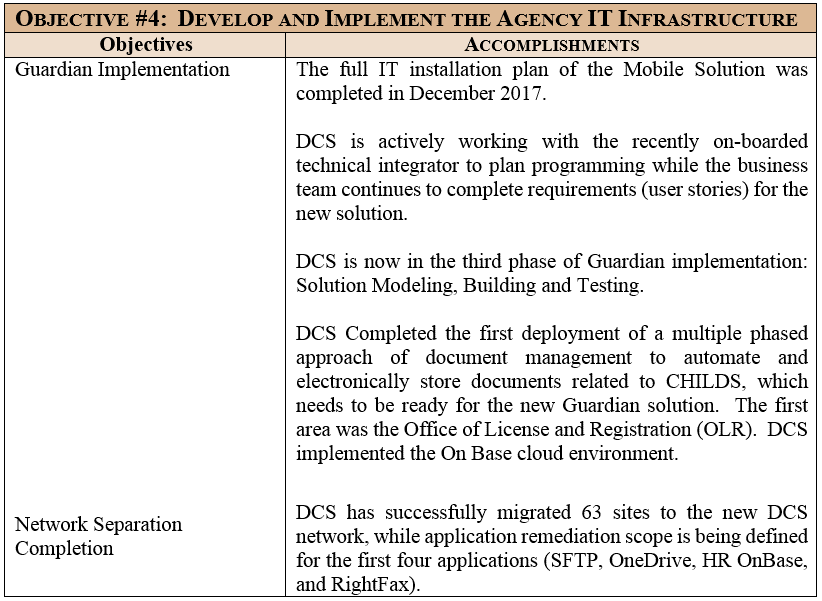 OBJECTIVE #4: DEVELOP AND IMPLEMENT THE AGENCY IT INFRASTRUCTURE
Objectives
ACCOMPLISHMENTS
Guardian Implementation
The full IT installation plan of the Mobile Solution was
completed in December 2017.
DCS is actively working with the recently on-boarded
technical integrator to plan programming while the business
team continues to complete requirements (user stories) for the
new solution.
DCS is now in the third phase of Guardian implementation:
Solution Modeling, Building and Testing.
DCS Completed the first deployment of a multiple phased
approach of document management to automate and
electronically store documents related to CHILDS, which
needs to be ready for the new Guardian solution. The first
area was the Office of License and Registration (OLR). DCS
implemented the On Base cloud environment.
Network Separation
Completion
DCS has successfully migrated 63 sites to the new DCS
network, while application remediation scope is being defined
for the first four applications (SFTP, OneDrive, HR OnBase,
and RightFax).